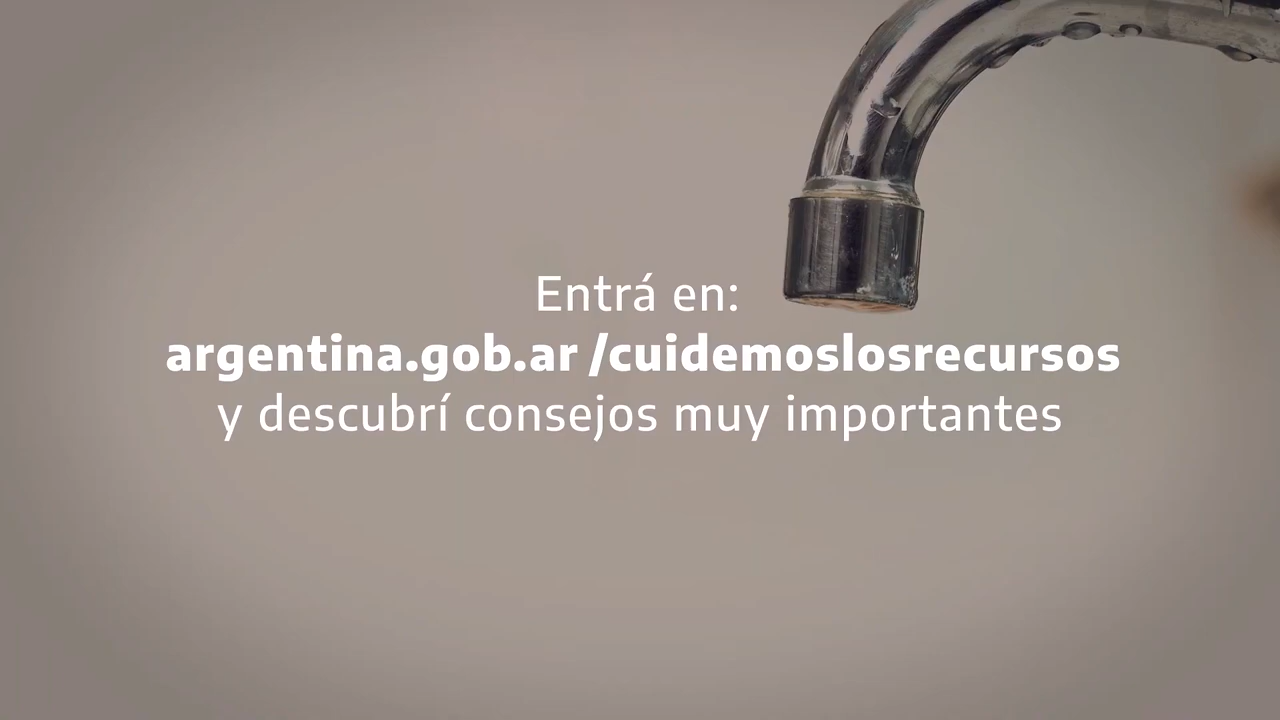 Entrá en:
argentina.gob.ar /cuidemoslosrecursos
y descubrí consejos muy importantes